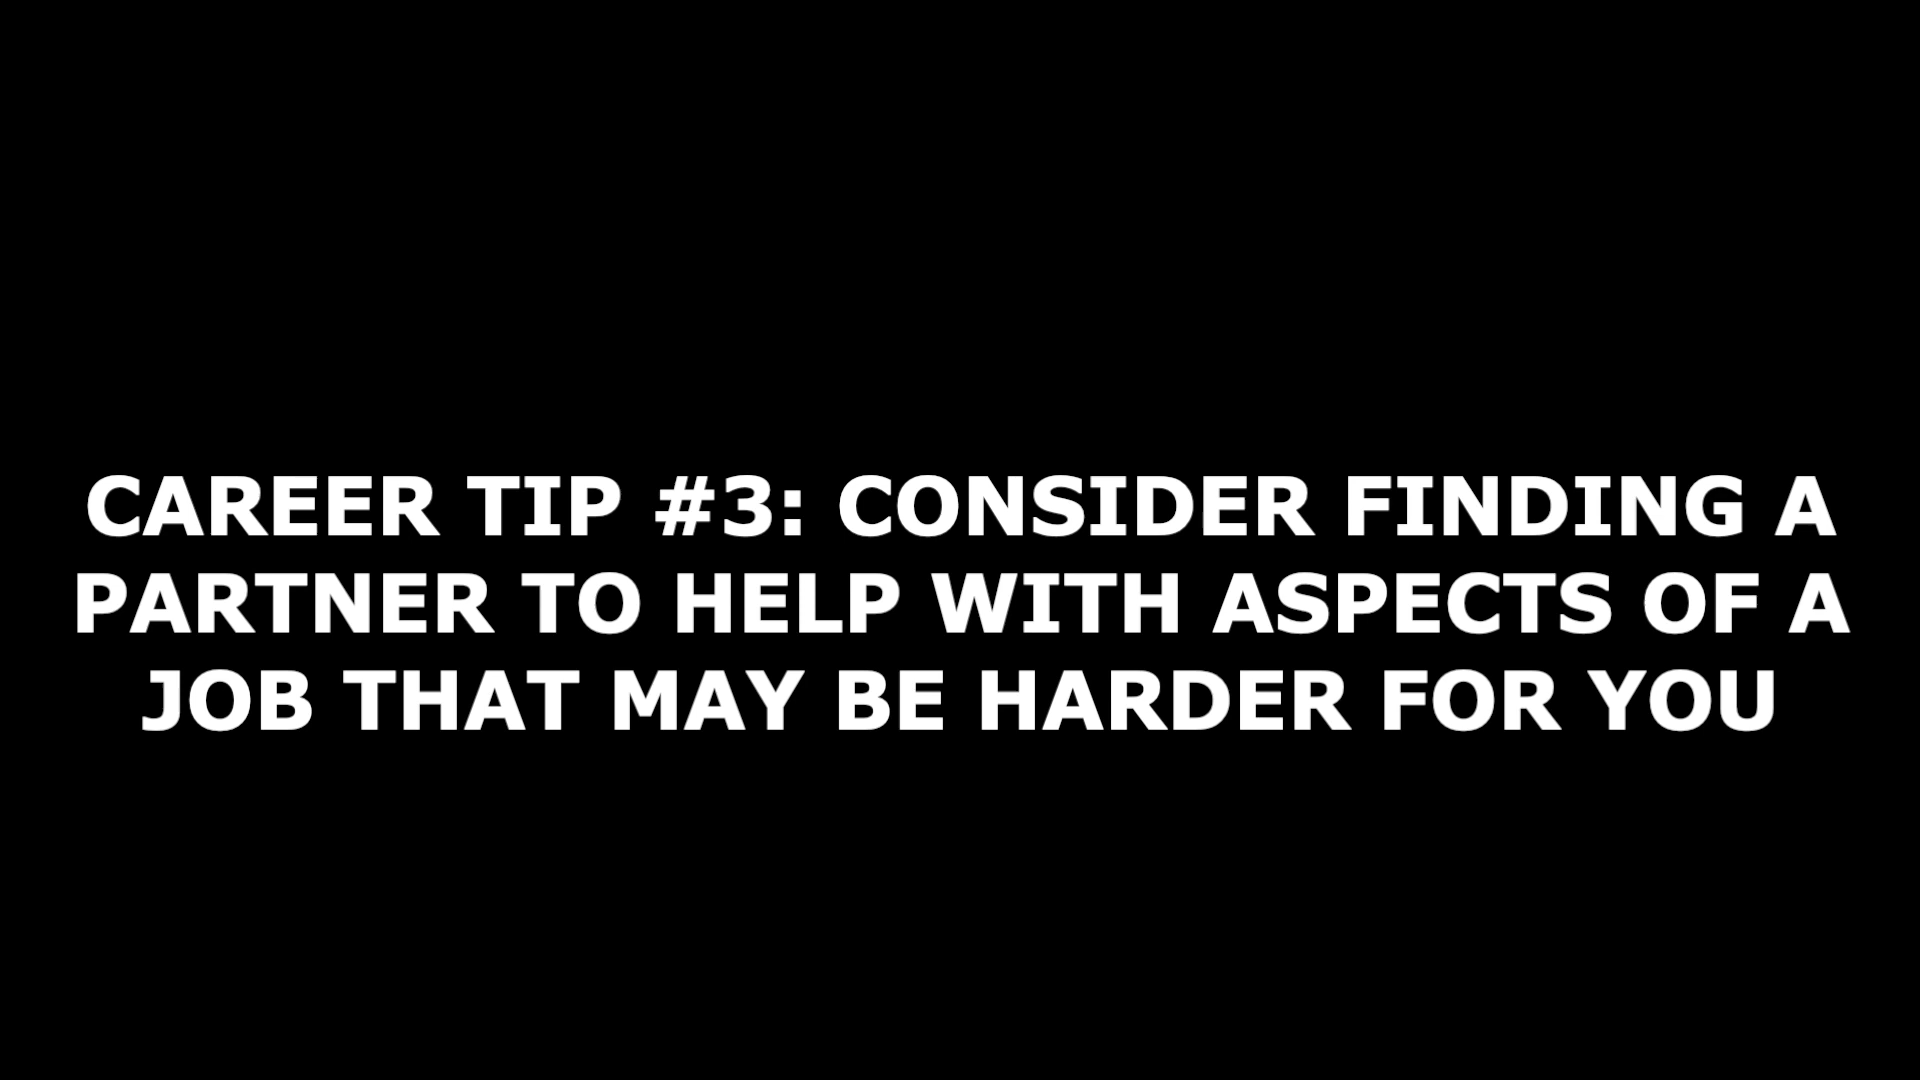 CAREER TIP #3: CONSIDER FINDING A
PARTNER TO HELP WITH ASPECTS OF A
JOB THAT MAY BE HARDER FOR YOU